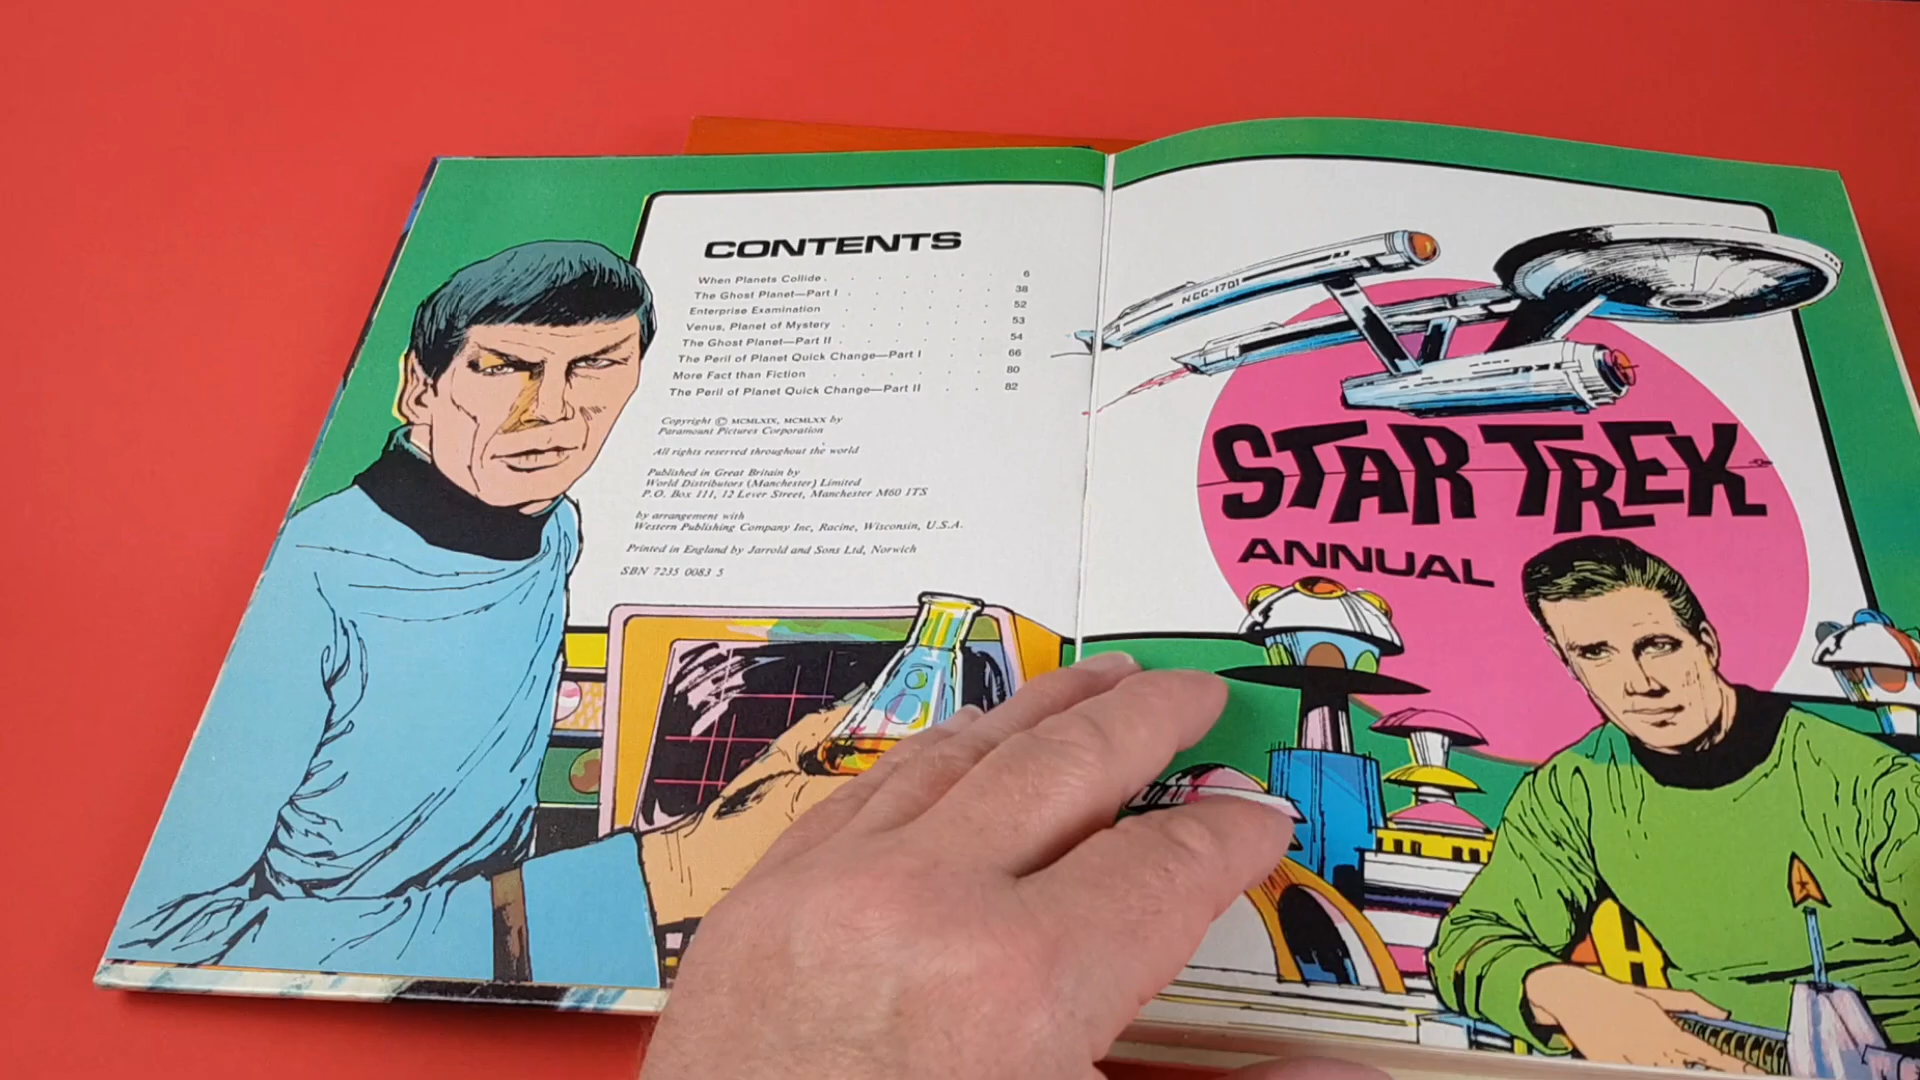 CONTENTS
When Planets Collide . . . . . . . 6
The Ghost Planet—Part I . . . . . . . 38
Enterprise Examination . . . . . . . 52
Venus, Planet of Mystery . . . . . . . 53
The Ghost Planet—Part II . . . . . . . 54
The Peril of Planet Quick Change—Part I . . . 66
More Fact than Fiction . . . . . . . 80
The Peril of Planet Quick Change—Part II . . 82
Copyright © MCMLXIX, MCMLXX by
Paramount Pictures Corporation
All rights reserved throughout the world
Published in Great Britain by
World Distributors (Manchester) Limited
P.O. Box 111, 12 Lever Street, Manchester M60 1TS
by arrangement with
Western Publishing Company Inc, Racine, Wisconsin, U.S.A.
Printed in England by Jarrold and Sons Ltd, Norwich
SBN 7235 0083 5
NCC-1701
STAR TREK
ANNUAL